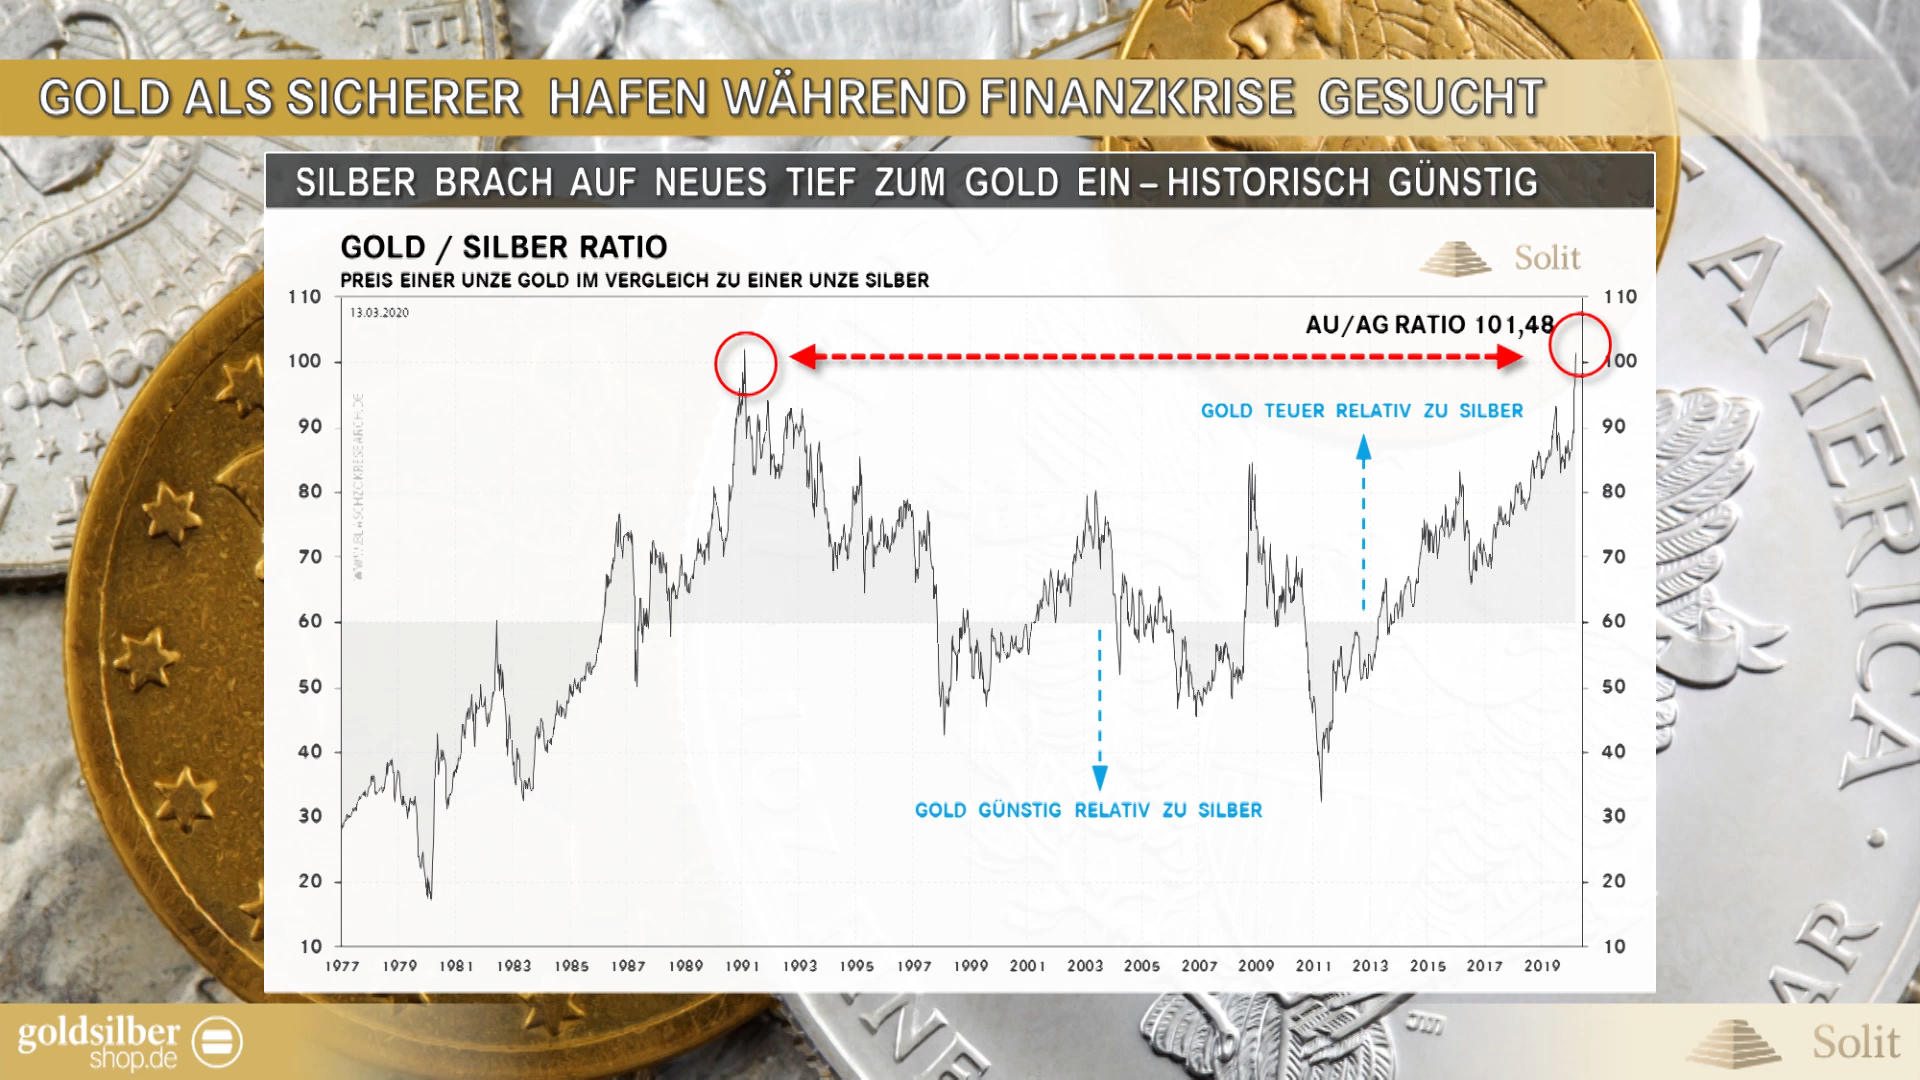 GOLD ALS SICHERER HAFEN WÄHREND FINANZKRISE GESUCHT
SILBER BRACH AUF NEUES TIEF ZUM GOLD EIN – HISTORISCH GÜNSTIG
GOLD / SILBER RATIO
PREIS EINER UNZE GOLD IM VERGLEICH ZU EINER UNZE SILBER
Solit
110
110
13.03.2020
AU/AG RATIO 101,48
100
100
GOLD TEUER RELATIV ZU SILBER
90
90
80
80
70
70
60
60
50
50
40
40
GOLD GÜNSTIG RELATIV ZU SILBER
30
30
20
20
10
10
1977 1979 1981 1983 1985 1987 1989 1991 1993 1995 1997 1999 2001 2003 2005 2007 2009 2011 2013 2015 2017 2019
AMERICA
goldsilber
shop.de
Solit